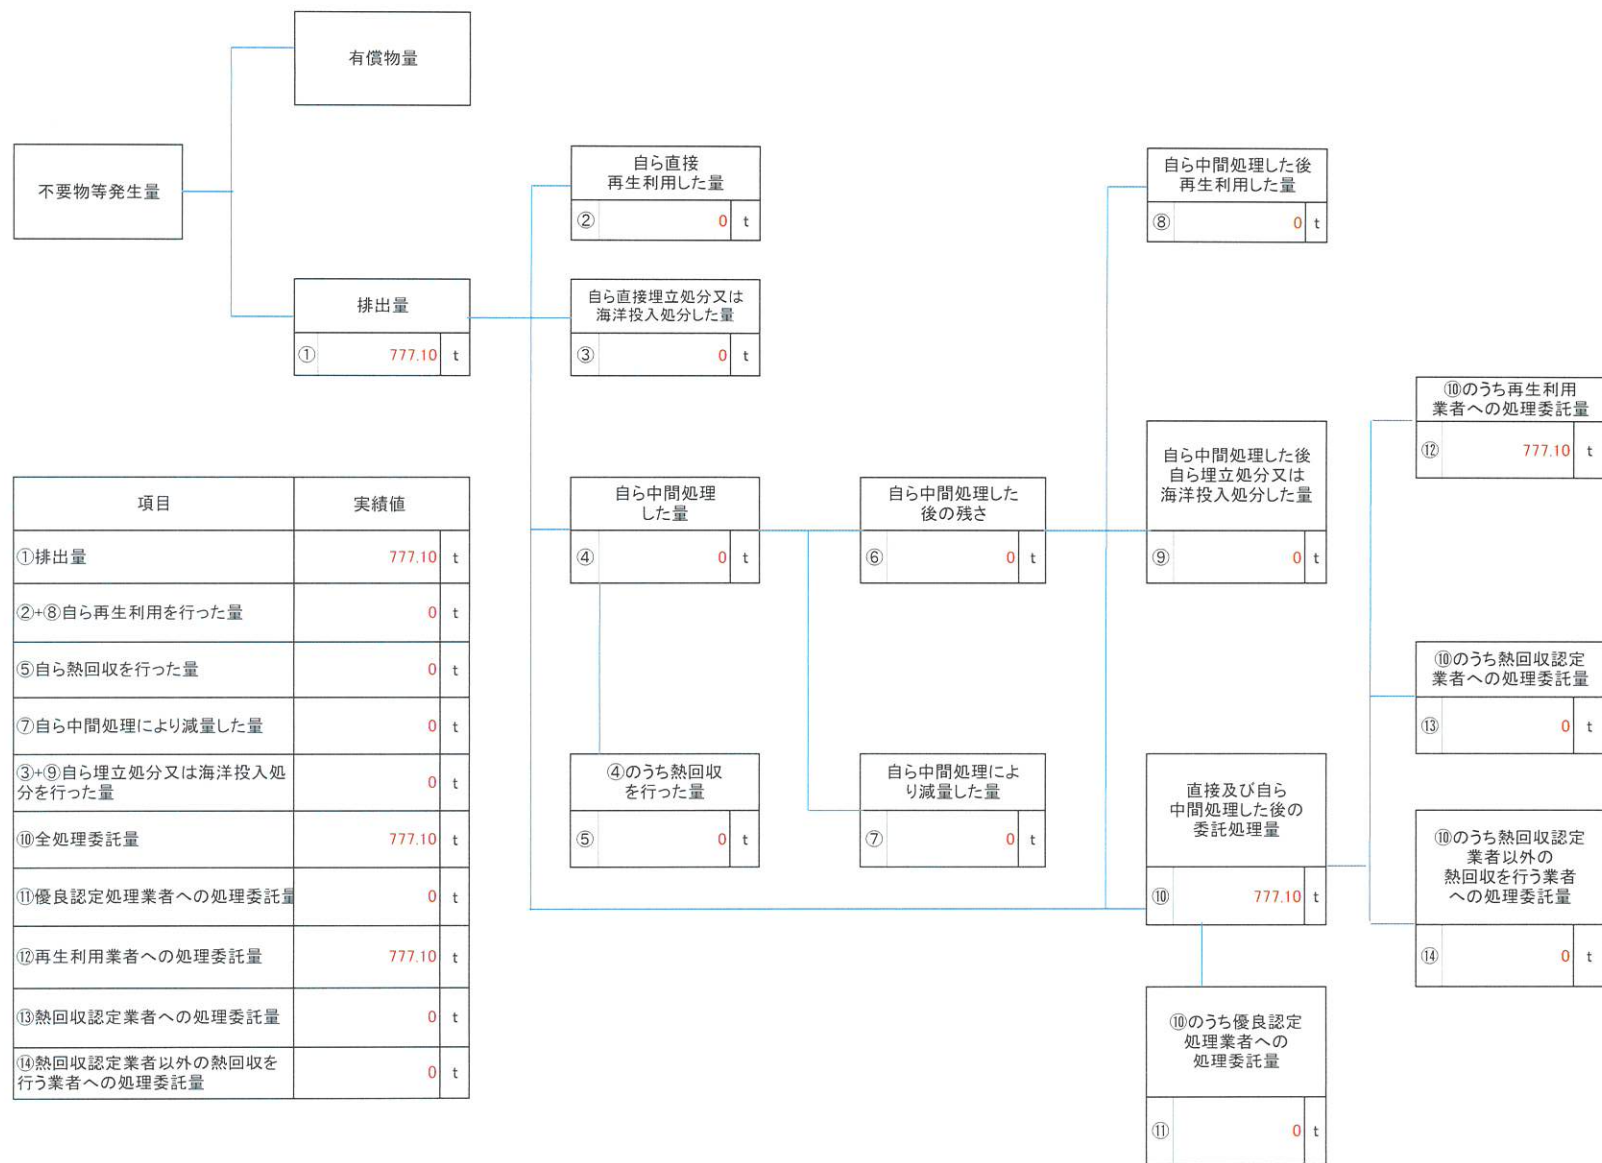 有償物量
不要物等発生量
排出量
① 777.10 t
自ら直接
再生利用した量
② 0 t
自ら直接埋立処分又は
海洋投入処分した量
③ 0 t
自ら中間処理
した量
④ 0 t
④のうち熱回収
を行った量
⑤ 0 t
自ら中間処理した
後の残さ
⑥ 0 t
自ら中間処理によ
り減量した量
⑦ 0 t
自ら中間処理した後
再生利用した量
⑧ 0 t
自ら中間処理した後
自ら埋立処分又は
海洋投入処分した量
⑨ 0 t
直接及び自ら
中間処理した後の
委託処理量
⑩ 777.10 t
⑩のうち優良認定
処理業者への
処理委託量
⑪ 0 t
⑩のうち再生利用
業者への処理委託量
⑫ 777.10 t
⑩のうち熱回収認定
業者への処理委託量
⑬ 0 t
⑩のうち熱回収認定
業者以外の
熱回収を行う業者
への処理委託量
⑭ 0 t
項目 実績値
①排出量 777.10 t
②+⑧自ら再生利用を行った量 0 t
⑤自ら熱回収を行った量 0 t
⑦自ら中間処理により減量した量 0 t
③+⑨自ら埋立処分又は海洋投入処
分を行った量 0 t
⑩全処理委託量 777.10 t
⑪優良認定処理業者への処理委託量 0 t
⑫再生利用業者への処理委託量 777.10 t
⑬熱回収認定業者への処理委託量 0 t
⑭熱回収認定業者以外の熱回収を
行う業者への処理委託量 0 t